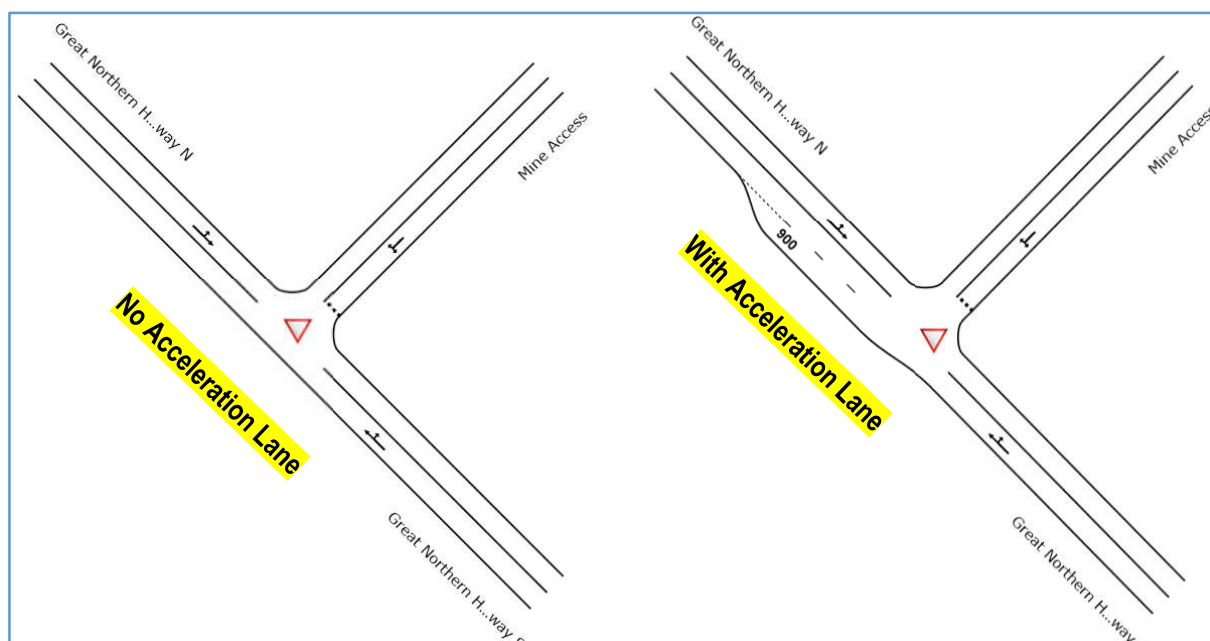 Great Northern H...way N
Mine Access
No Acceleration Lane
Great Northern H...way
Great Northern H...way N
Mine Access
900
With Acceleration Lane
Great Northern H...way